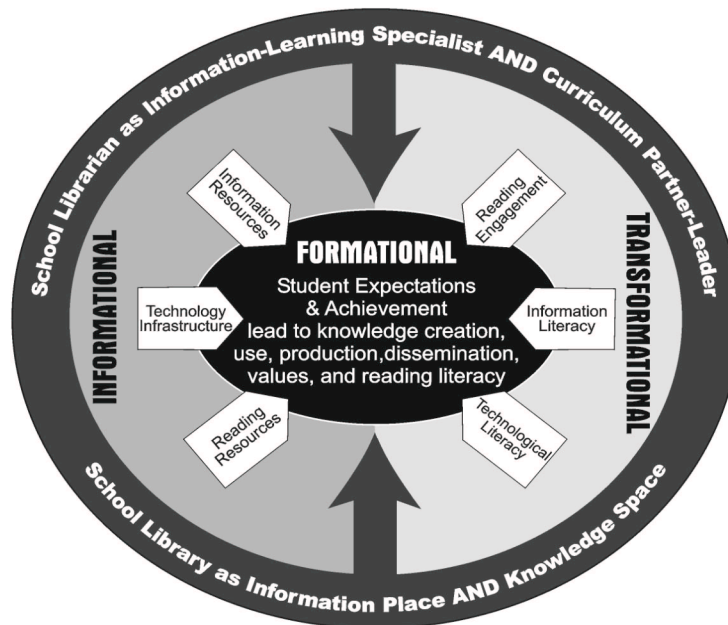 School Librarian as Information-Learning Specialist AND Curriculum Partner-Leader
INFORMATIONAL
Information
Resources
Technology
Infrastructure
Reading
Resources
FORMATIONAL
Student Expectations
& Achievement
lead to knowledge creation,
use, production,dissemination,
values, and reading literacy
Reading
Engagement
Information
Literacy
Technological
Literacy
TRANSFORMATIONAL
School Library as Information Place AND Knowledge Space